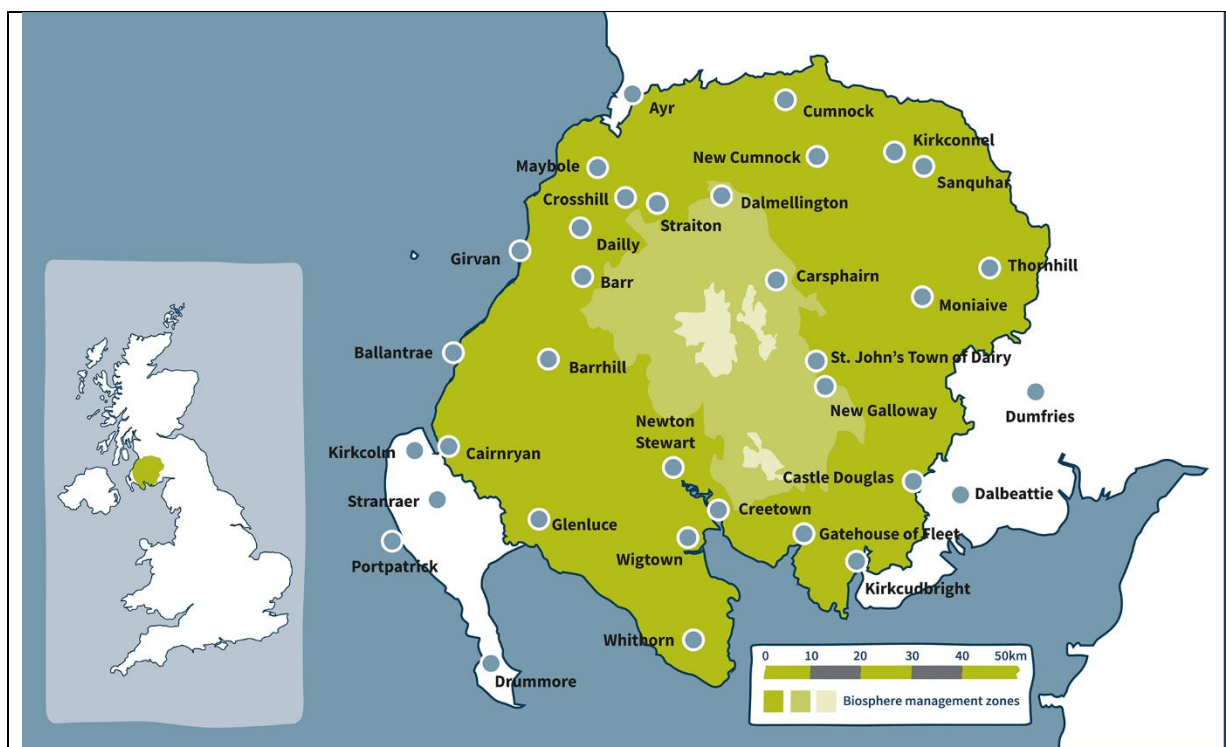 Ayr
Cumnock
Kirkconnel
New Cumnock
Maybole
Sanquhar
Crosshill
Dalmellington
Straiton
Dailly
Girvan
Thornhill
Barr
Carsphairn
Moniaive
Ballantrae
St. John's Town of Dairy
Barrhill
New Galloway
Dumfries
Newton
Stewart
Kirkcolm
Cairnryan
Castle Douglas
Dalbeattie
Stranraer
Creetown
Glenluce
Gatehouse of Fleet
Wigtown
Portpatrick
Kirkcudbright
Whithorn
Drummore
0 10 20 30 40 50km
Biosphere management zones